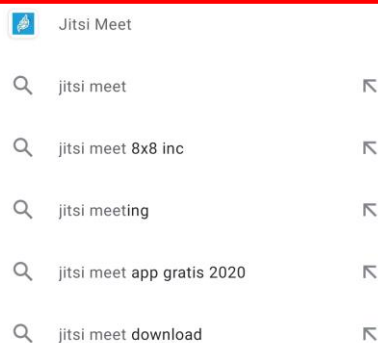 Jitsi Meet
jitsi meet
jitsi meet 8x8 inc
jitsi meeting
jitsi meet app gratis 2020
jitsi meet download